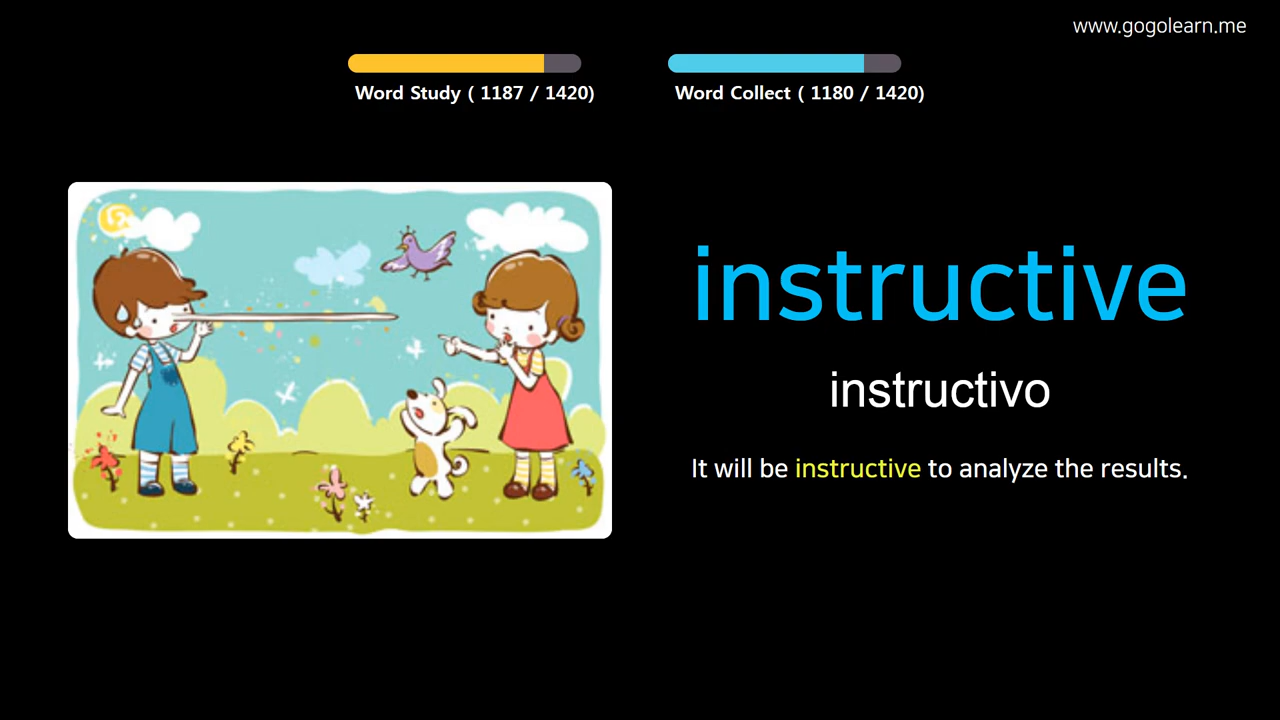 www.gogolearn.me
Word Study ( 1187 / 1420)
Word Collect ( 1180 / 1420)
instructive
instructivo
It will be instructive to analyze the results.